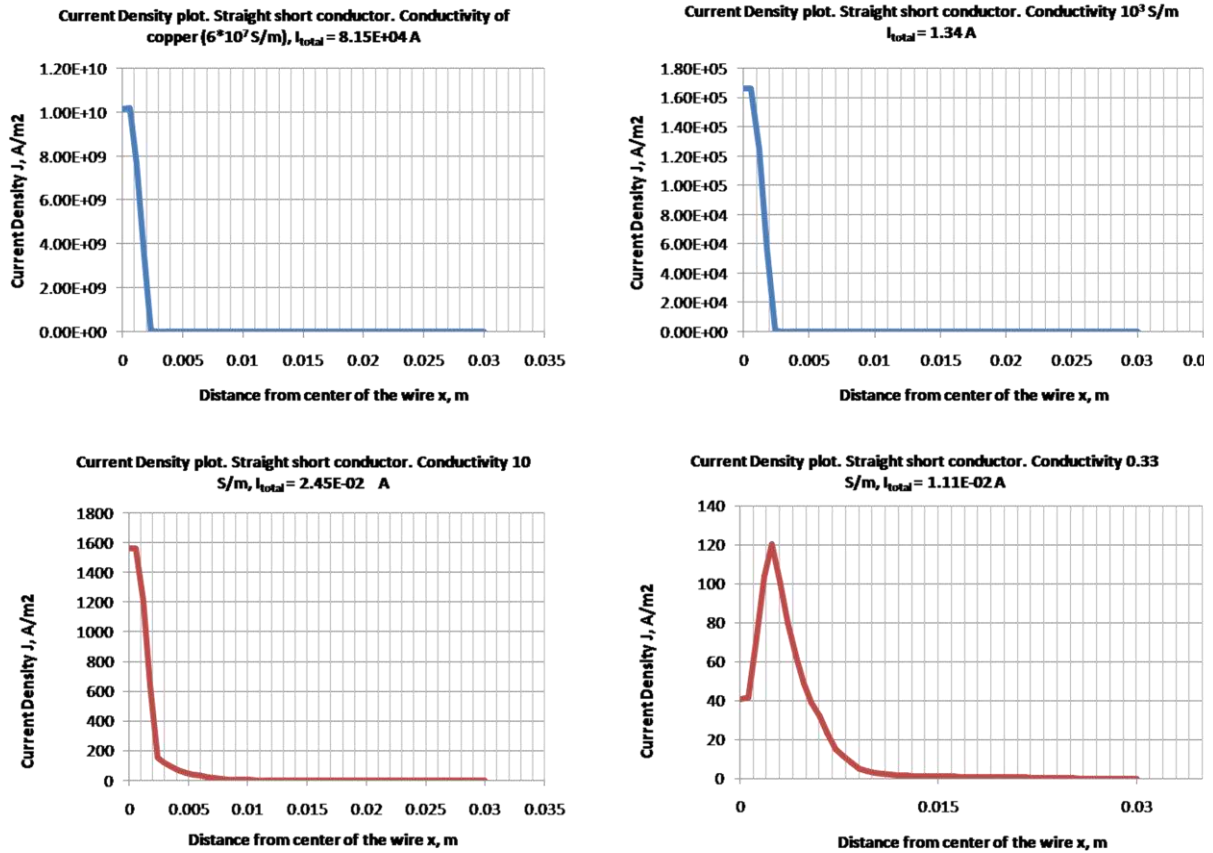 Current Density plot. Straight short conductor. Conductivity of
copper (6*10⁷ S/m), Itotal = 8.15E+04 A
1.20E+10
1.00E+10
8.00E+09
6.00E+09
4.00E+09
2.00E+09
0.00E+00
Current Density J, A/m2
0 0.005 0.01 0.015 0.02 0.025 0.03 0.035
Distance from center of the wire x, m
Current Density plot. Straight short conductor. Conductivity 10³ S/m
Itotal = 1.34 A
1.80E+05
1.60E+05
1.40E+05
1.20E+05
1.00E+05
8.00E+04
6.00E+04
4.00E+04
2.00E+04
0.00E+00
Current Density J, A/m2
0 0.005 0.01 0.015 0.02 0.025 0.03 0.0
Distance from center of the wire x, m
Current Density plot. Straight short conductor. Conductivity 10
S/m, Itotal = 2.45E-02 A
1800
1600
1400
1200
1000
800
600
400
200
0
Current Density J, A/m2
0 0.005 0.01 0.015 0.02 0.025 0.03 0.035
Distance from center of the wire x, m
Current Density plot. Straight short conductor. Conductivity 0.33
S/m, Itotal = 1.11E-02 A
140
120
100
80
60
40
20
0
Current Density J, A/m2
0 0.015 0.03
Distance from center of the wire x, m